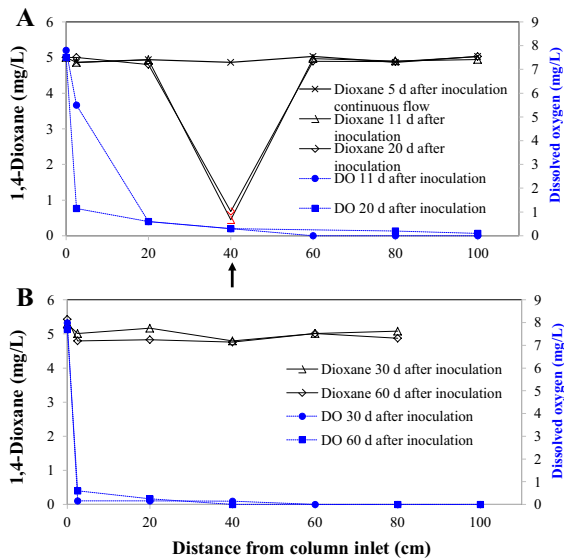 A
6
5
4
3
2
1
0
1,4-Dioxane (mg/L)
9
8
7
6
5
4
3
2
1
0
Dissolved oxygen (mg/L)
Dioxane 5 d after inoculation
continuous flow
Dioxane 11 d after
inoculation
Dioxane 20 d after
inoculation
DO 11 d after inoculation
DO 20 d after inoculation
0
20
40
60
80
100
B
6
5
4
3
2
1
0
1,4-Dioxane (mg/L)
9
8
7
6
5
4
3
2
1
0
Dissolved oxygen (mg/L)
Dioxane 30 d after inoculation
Dioxane 60 d after inoculation
DO 30 d after inoculation
DO 60 d after inoculation
0
20
40
60
80
100
Distance from column inlet (cm)